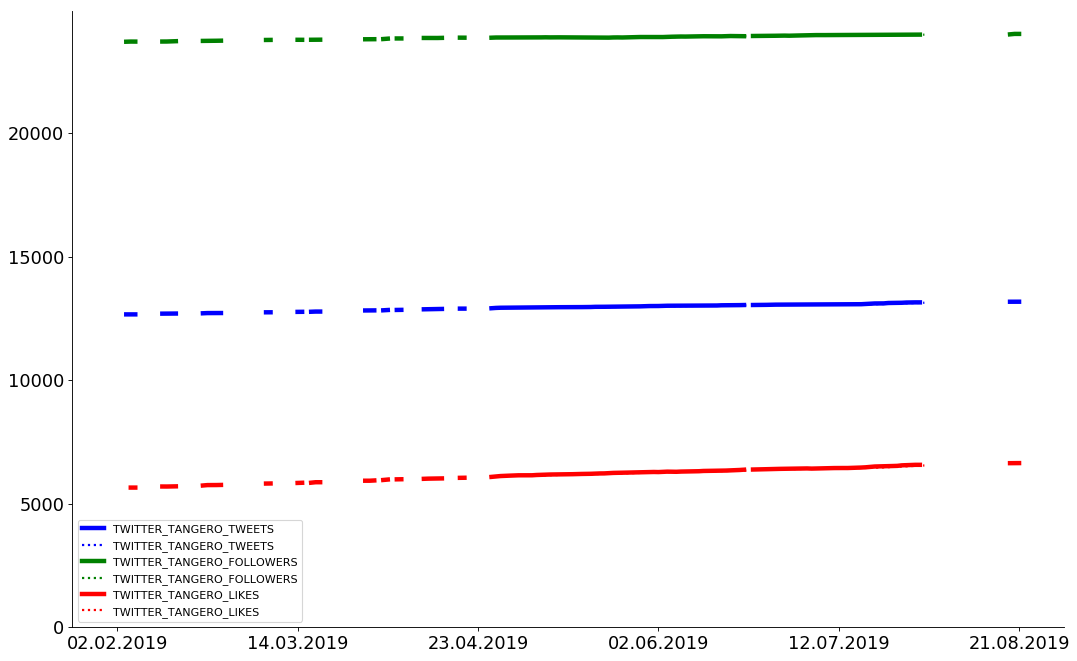 20000
15000
10000
5000
0
TWITTER_TANGERO_TWEETS
TWITTER_TANGERO_TWEETS
TWITTER_TANGERO_FOLLOWERS
TWITTER_TANGERO_FOLLOWERS
TWITTER_TANGERO_LIKES
TWITTER_TANGERO_LIKES
02.02.2019 14.03.2019 23.04.2019 02.06.2019 12.07.2019 21.08.2019